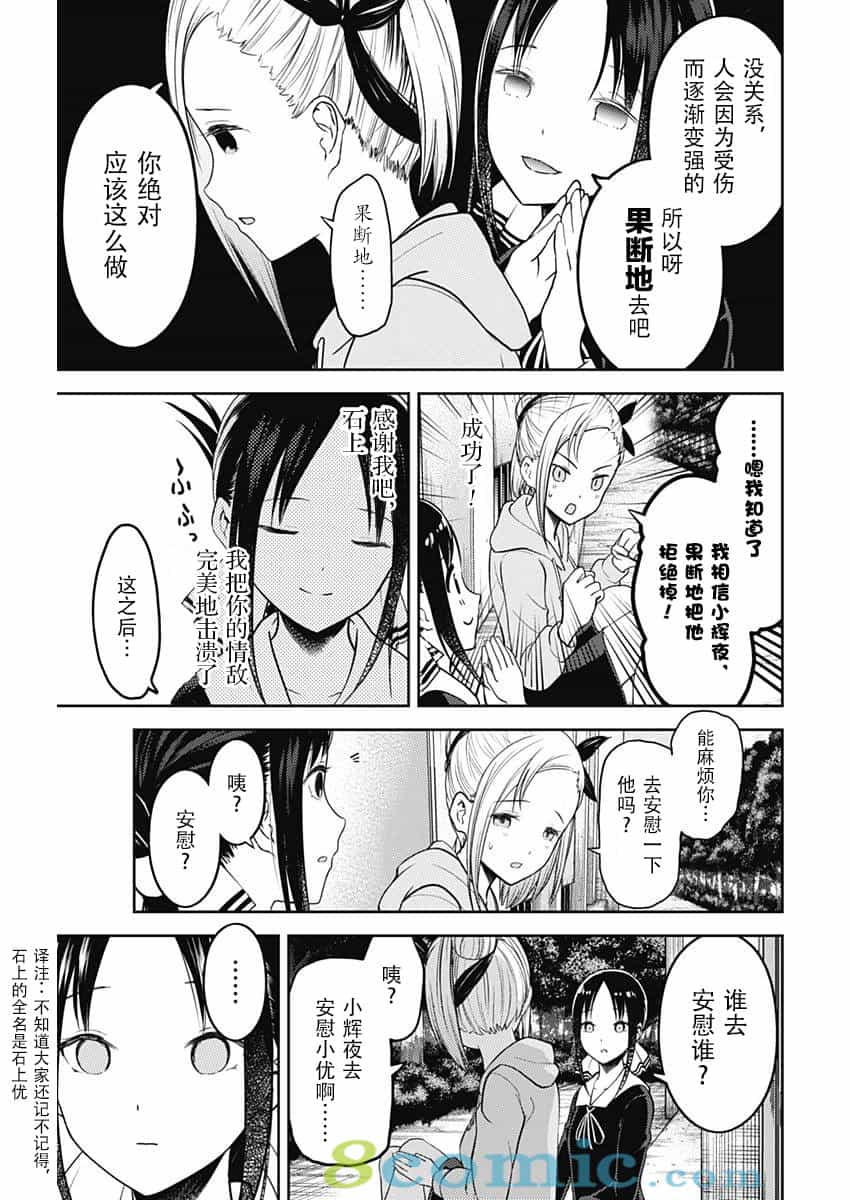 没关系，
人会因为受伤
而逐渐变强的
所以呀
果断地去吧
果断地……
你绝对
应该这么做
……嗯我知道了
我相信小辉夜，
果断地把他
拒绝掉！
成功了！
感谢我吧，
石上
我把你的情敌
完美地击溃了
～ふふっ
这之后…
能麻烦你…
去安慰一下
他吗？
咦？
安慰？
谁去
安慰谁？
咦？
小辉夜去
安慰小优啊
……
……
译注：不知道大家还记不记得，
石上的全名是石上优
8comic.com